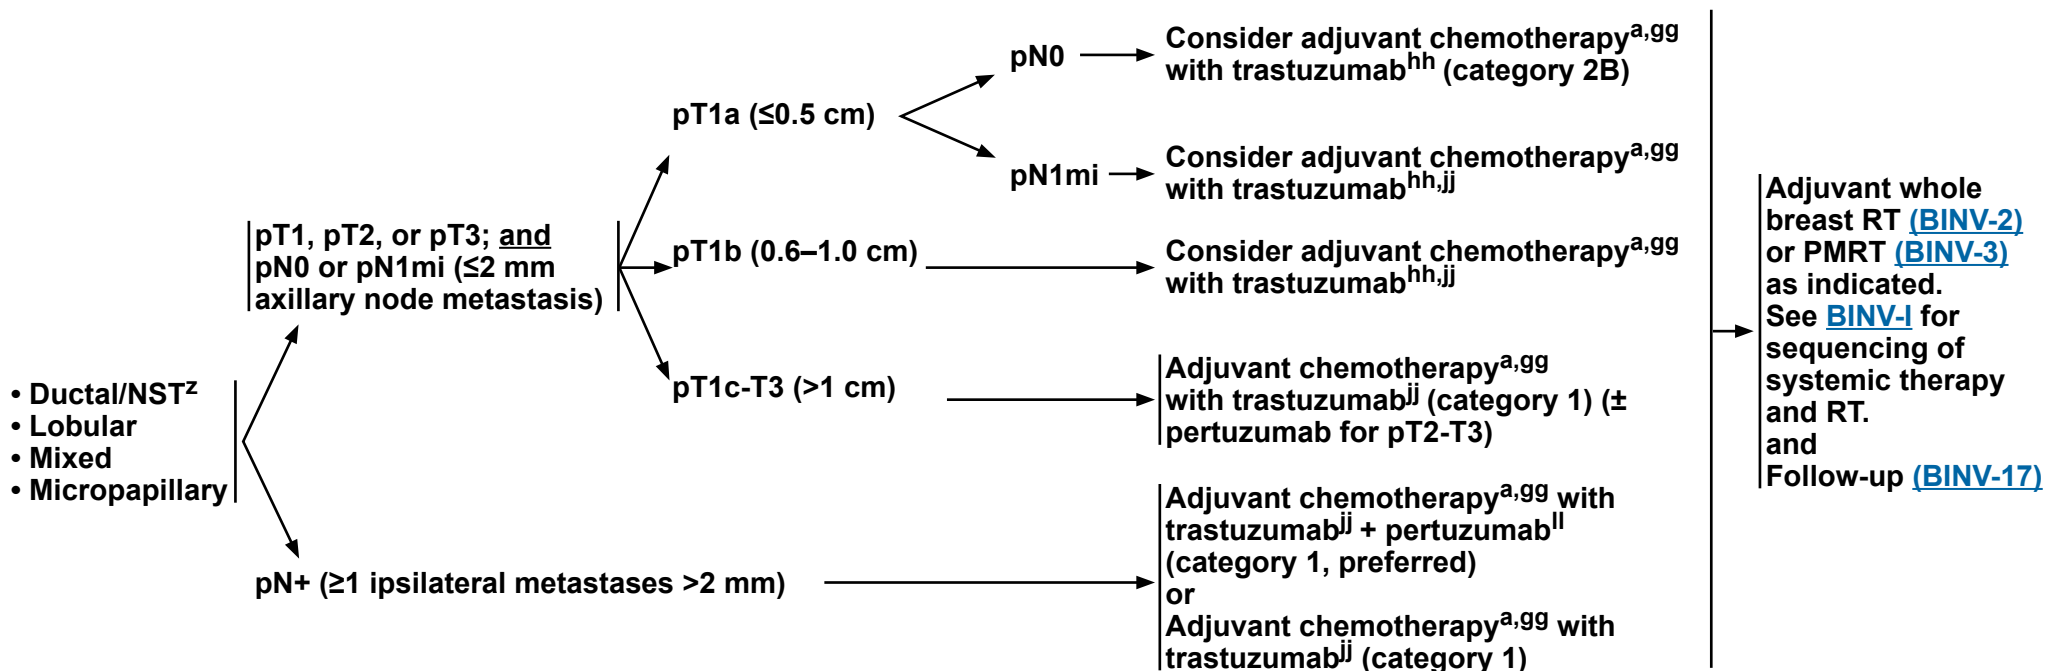 • Ductal/NSTz
• Lobular
• Mixed
• Micropapillary
pT1, pT2, or pT3; and
pN0 or pN1mi (≤2 mm
axillary node metastasis)
pN+ (≥1 ipsilateral metastases >2 mm)
pT1a (≤0.5 cm)
pT1b (0.6–1.0 cm)
pT1c-T3 (>1 cm)
pN0
pN1mi
Consider adjuvant chemotherapya,gg
with trastuzumabhh (category 2B)
Consider adjuvant chemotherapya,gg
with trastuzumabhh,jj
Consider adjuvant chemotherapya,gg
with trastuzumabhh,jj
Adjuvant chemotherapya,gg
with trastuzumabjj (category 1) (±
pertuzumab for pT2-T3)
Adjuvant chemotherapya,gg with
trastuzumabjj + pertuzumabll
(category 1, preferred)
or
Adjuvant chemotherapya,gg with
trastuzumabjj (category 1)
Adjuvant whole
breast RT (BINV-2)
or PMRT (BINV-3)
as indicated.
See BINV-I for
sequencing of
systemic therapy
and RT.
and
Follow-up (BINV-17)